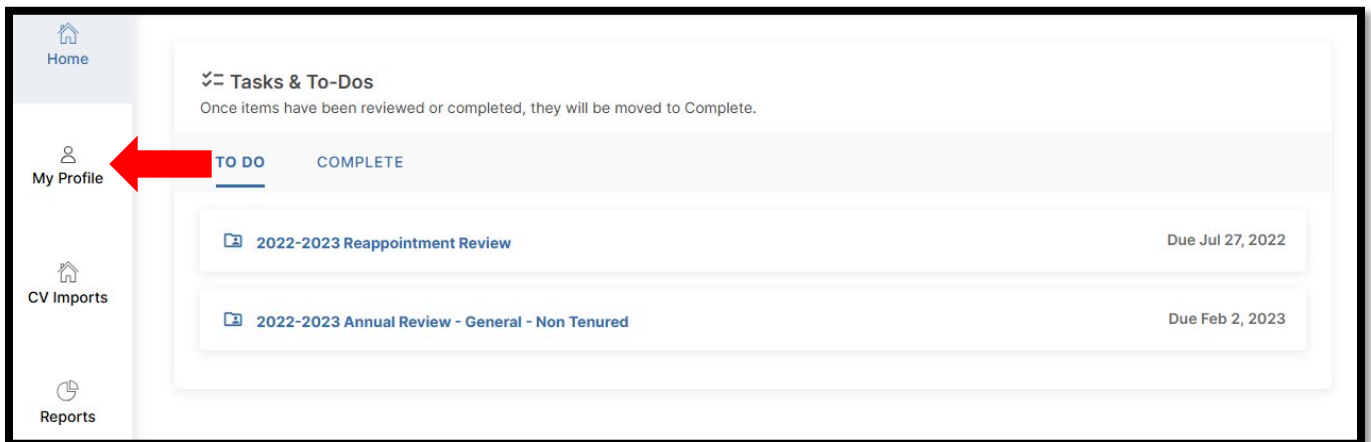 Home
My Profile
CV Imports
Reports
Tasks & To-Dos
Once items have been reviewed or completed, they will be moved to Complete.
TO DO COMPLETE
2022-2023 Reappointment Review Due Jul 27, 2022
2022-2023 Annual Review - General - Non Tenured Due Feb 2, 2023